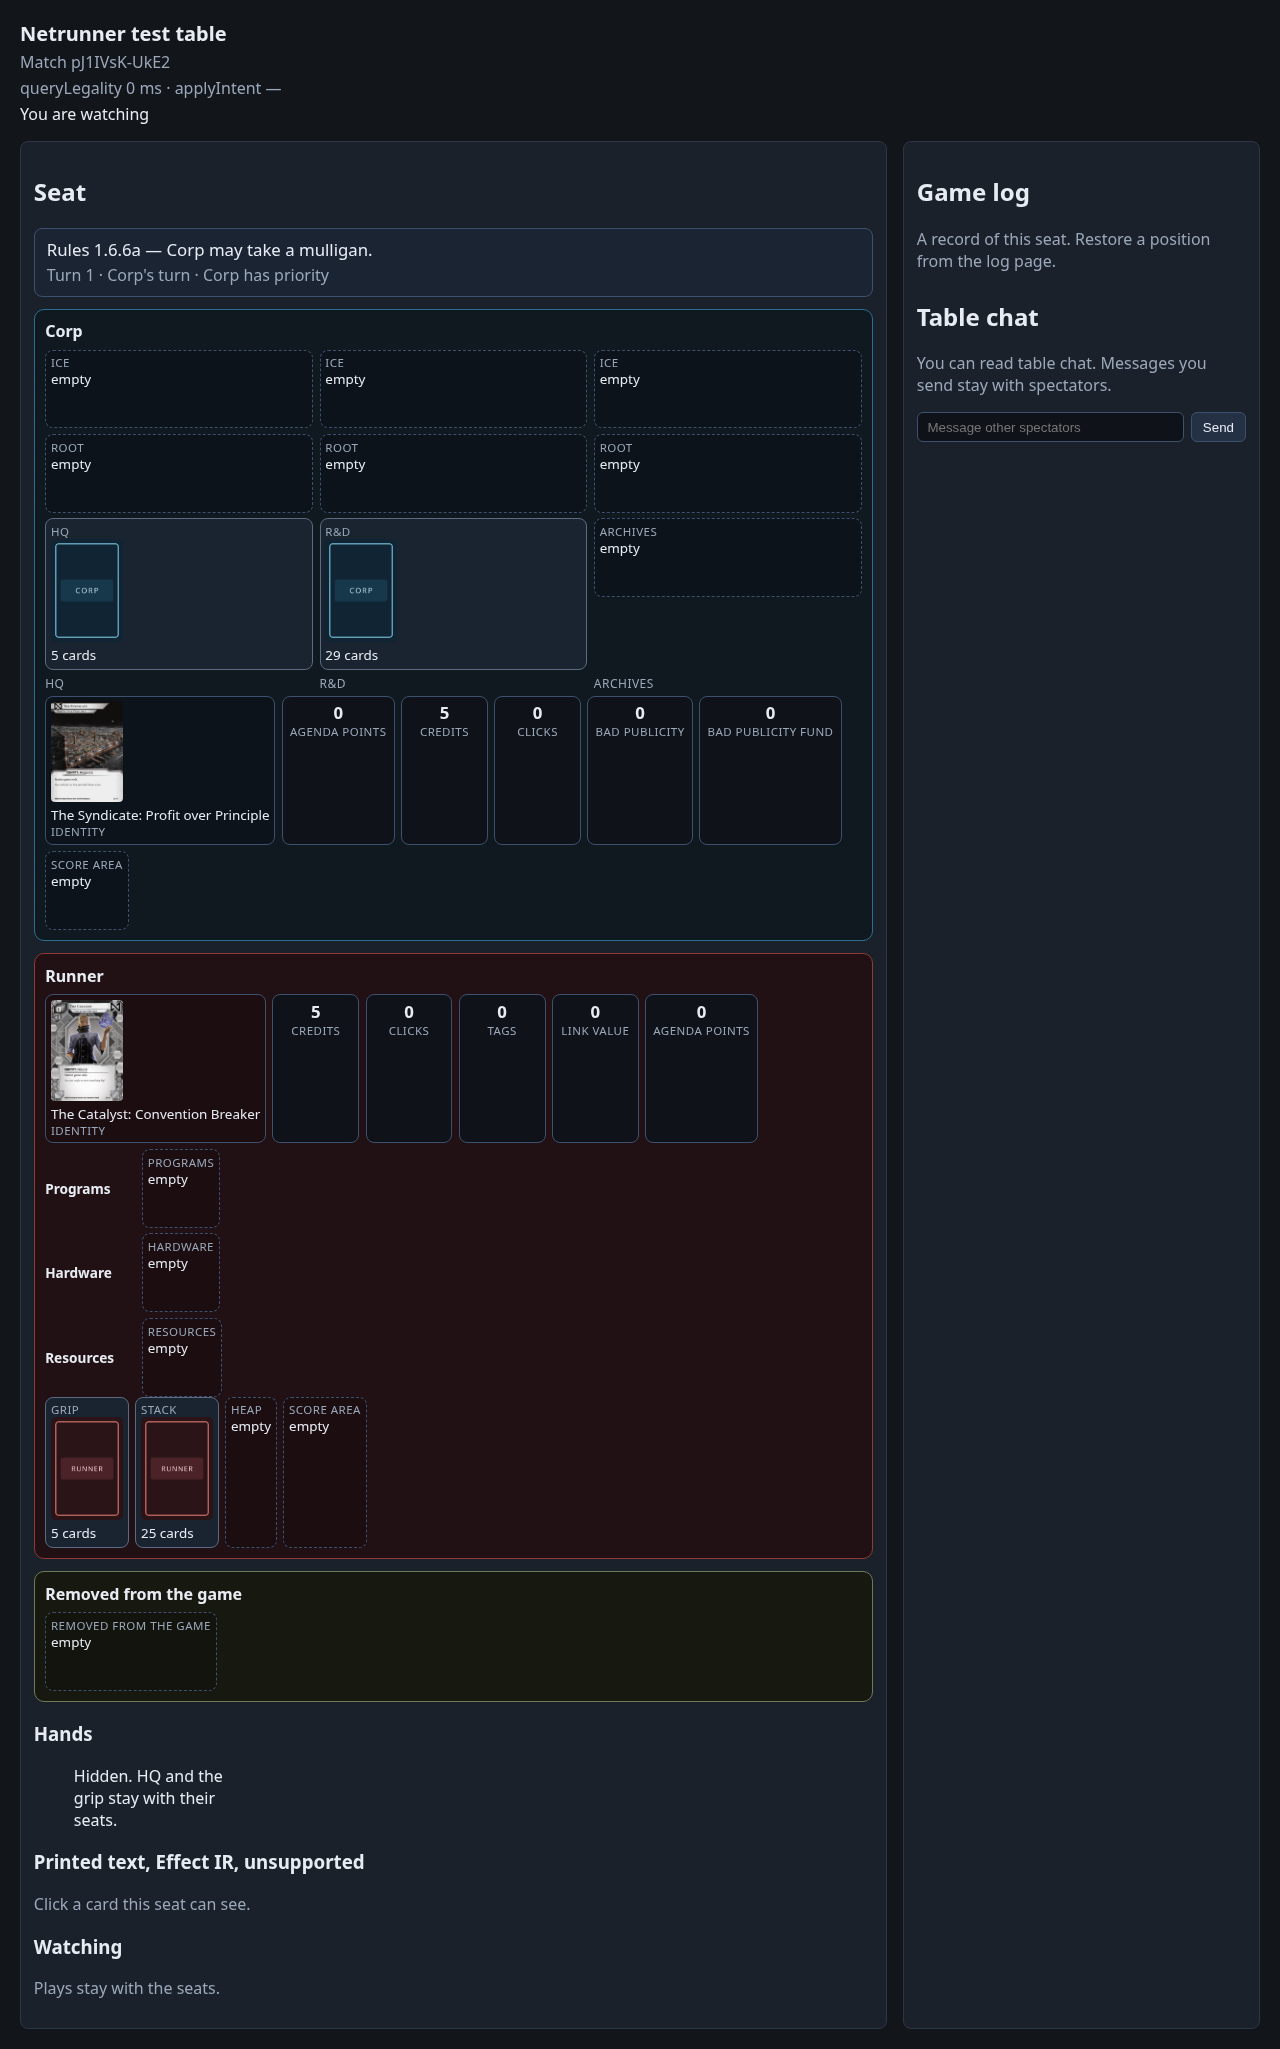 Netrunner test table
Match pJ1IVsK-UkE2
queryLegality 0 ms · applyIntent —
You are watching
Seat
Rules 1.6.6a — Corp may take a mulligan.
Turn 1 · Corp's turn · Corp has priority
Corp
ICE
empty
ICE
empty
ICE
empty
ROOT
empty
ROOT
empty
ROOT
empty
HQ
CORP
5 cards
R&D
CORP
29 cards
ARCHIVES
empty
HQ
R&D
ARCHIVES
The Syndicate: Profit over Principle
IDENTITY
0
AGENDA POINTS
5
CREDITS
0
CLICKS
0
BAD PUBLICITY
0
BAD PUBLICITY FUND
SCORE AREA
empty
Runner
The Catalyst: Convention Breaker
IDENTITY
5
CREDITS
0
CLICKS
0
TAGS
0
LINK VALUE
0
AGENDA POINTS
Programs
PROGRAMS
empty
Hardware
HARDWARE
empty
Resources
RESOURCES
empty
GRIP
RUNNER
5 cards
STACK
RUNNER
25 cards
HEAP
empty
SCORE AREA
empty
Removed from the game
REMOVED FROM THE GAME
empty
Hands
Hidden. HQ and the
grip stay with their
seats.
Printed text, Effect IR, unsupported
Click a card this seat can see.
Watching
Plays stay with the seats.
Game log
A record of this seat. Restore a position
from the log page.
Table chat
You can read table chat. Messages you
send stay with spectators.
Message other spectators
Send